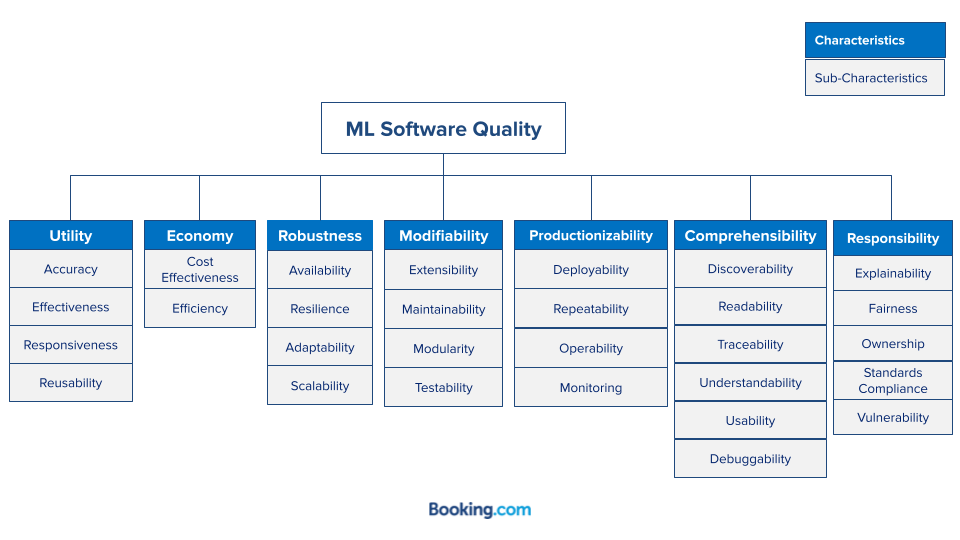 Characteristics
Sub-Characteristics
ML Software Quality
Utility
Accuracy
Effectiveness
Responsiveness
Reusability
Economy
Cost
Effectiveness
Efficiency
Robustness
Availability
Resilience
Adaptability
Scalability
Modifiability
Extensibility
Maintainability
Modularity
Testability
Productionizability
Deployability
Repeatability
Operability
Monitoring
Comprehensibility
Discoverability
Readability
Traceability
Understandability
Usability
Debuggability
Responsibility
Explainability
Fairness
Ownership
Standards
Compliance
Vulnerability
Booking.com